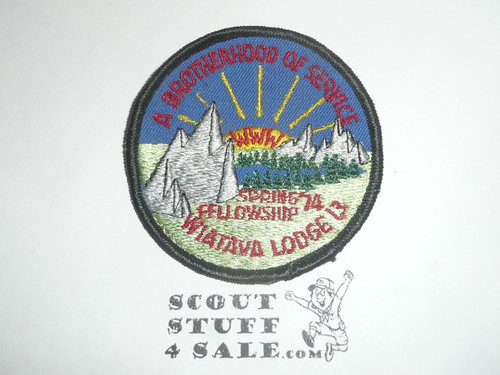 A BROTHERHOOD OF SERVICE
WWW
SPRING 74
FELLOWSHIP
WIATAVA LODGE 13
SCOUT
STUFF
4 SALE.COM